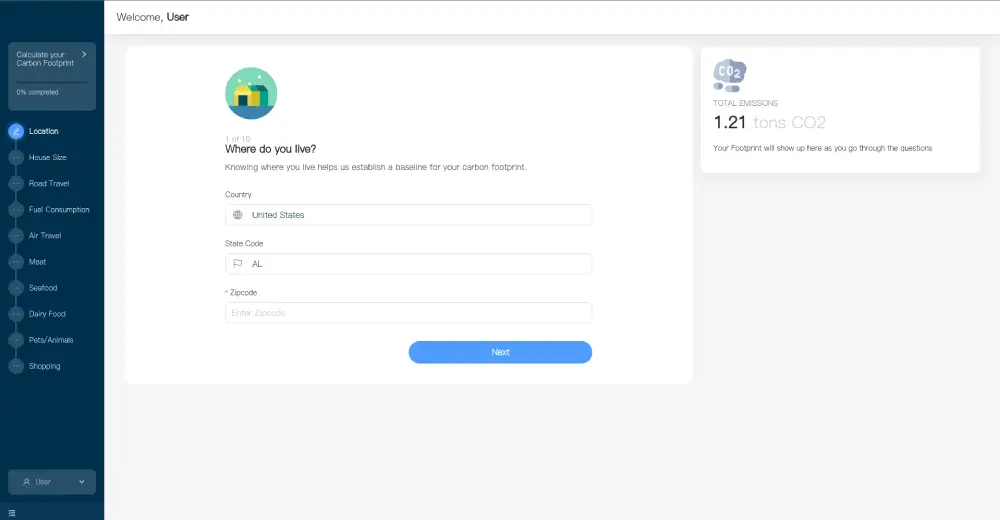 Welcome, User
Calculate your
Carbon Footprint
0% completed
Location
House Size
Road Travel
Fuel Consumption
Air Travel
Meat
Seafood
Dairy Food
Pets/Animals
Shopping
User
1 of 10
Where do you live?
Knowing where you live helps us establish a baseline for your carbon footprint.
Country
United States
State Code
AL
* Zipcode
Enter Zipcode
Next
CO2
TOTAL EMISSIONS
1.21 tons CO2
Your Footprint will show up here as you go through the questions